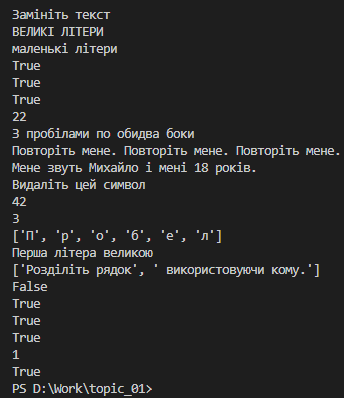 Замініть текст
ВЕЛИКІ ЛІТЕРИ
маленькі літери
True
True
True
22
З пробілами по обидва боки
Повторіть мене. Повторіть мене. Повторіть мене.
Мене звуть Михайло і мені 18 років.
Видаліть цей символ
42
3
['П', 'р', 'о', 'б', 'е', 'л']
Перша літера великою
['Розділіть рядок', ' використовуючи кому.']
False
True
True
True
1
True
PS D:\Work\topic_01>